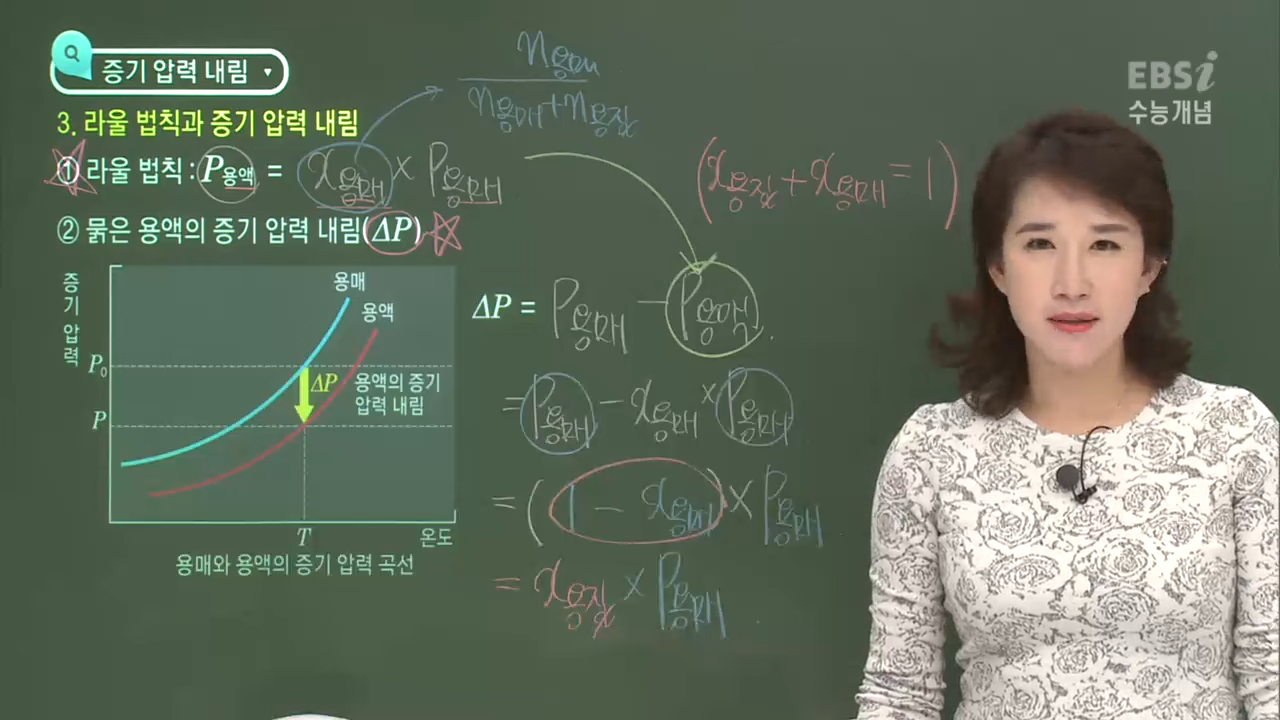 증기 압력 내림
EBSi
수능개념
3. 라울 법칙과 증기 압력 내림
① 라울 법칙 : P용액 = x용매 × P용매
n용매
n용매 + n용질
(x용질 + x용매 = 1)
② 묽은 용액의 증기 압력 내림(ΔP)
증기 압력
용매
용액
P₀
P
ΔP
용액의 증기
압력 내림
T
온도
용매와 용액의 증기 압력 곡선
ΔP = P용매 − P용액
= P용매 − x용매 × P용매
= (1 − x용매) × P용매
= x용질 × P용매